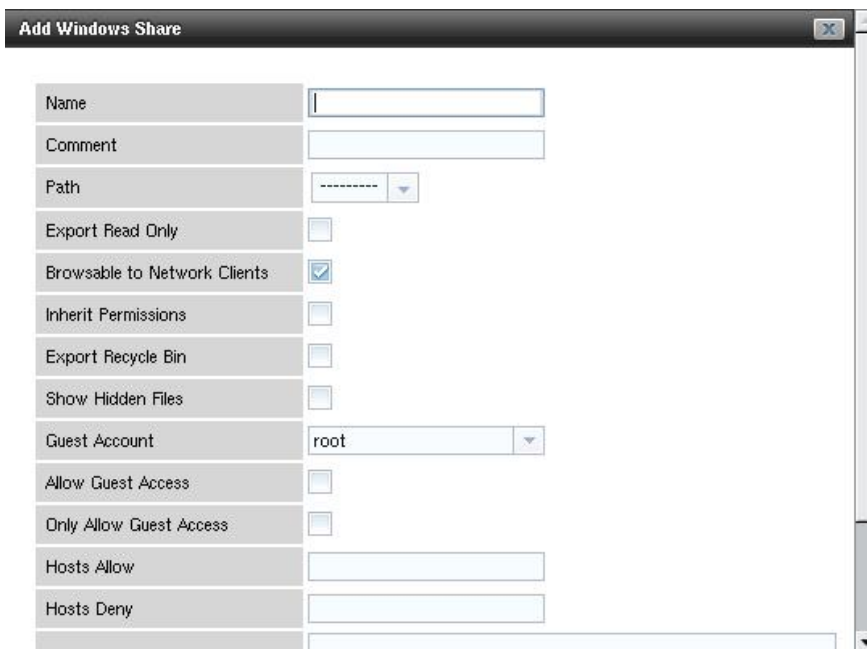 Add Windows Share
Name
Comment
Path ---------
Export Read Only
Browsable to Network Clients
Inherit Permissions
Export Recycle Bin
Show Hidden Files
Guest Account root
Allow Guest Access
Only Allow Guest Access
Hosts Allow
Hosts Deny